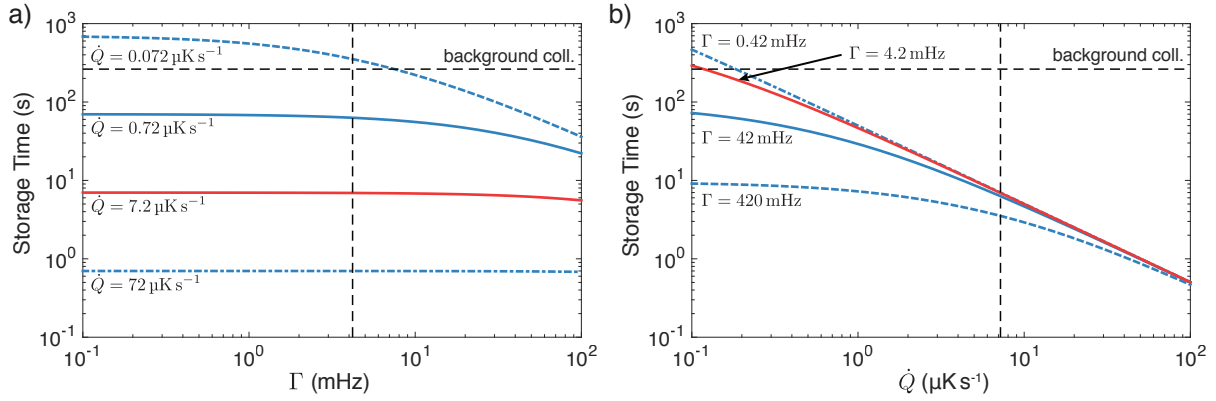 a)
10³
10²
10¹
10⁰
10⁻¹
Storage Time (s)
Q̇ = 0.072 µK s⁻¹
background coll.
Q̇ = 0.72 µK s⁻¹
Q̇ = 7.2 µK s⁻¹
Q̇ = 72 µK s⁻¹
10⁻¹ 10⁰ 10¹ 10²
Γ (mHz)
b)
10³
10²
10¹
10⁰
10⁻¹
Storage Time (s)
Γ = 0.42 mHz
Γ = 4.2 mHz
background coll.
Γ = 42 mHz
Γ = 420 mHz
10⁻¹ 10⁰ 10¹ 10²
Q̇ (µK s⁻¹)